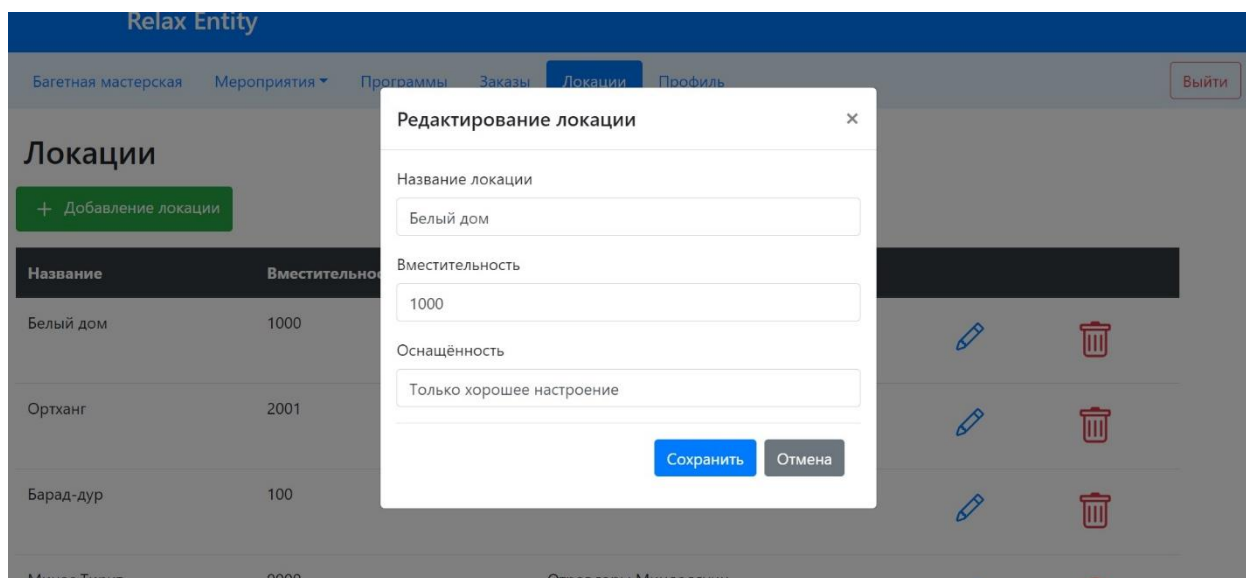 Relax Entity
Багетная мастерская Мероприятия Программы Заказы Локации Профиль Выйти
Редактирование локации ×
Локации
Название локации
+ Добавление локации
Белый дом
Название Вместительнос
Вместительность
1000
Белый дом 1000
Оснащённость
Только хорошее настроение
Ортханг 2001
Сохранить Отмена
Барад-дур 100